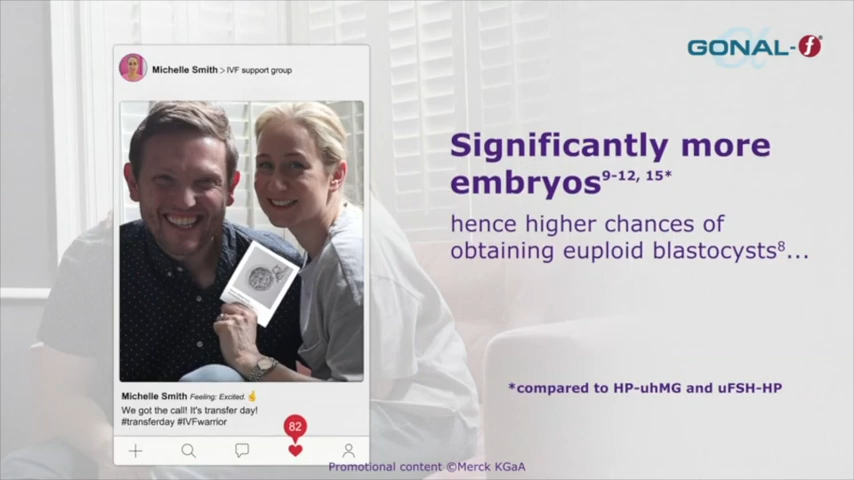 GONAL-f®
Michelle Smith > IVF support group
Significantly more
embryos9-12, 15*
hence higher chances of
obtaining euploid blastocysts8...
*compared to HP-uhMG and uFSH-HP
Michelle Smith Feeling: Excited. 🤞
We got the call! It's transfer day!
#transferday #IVFwarrior
82
Promotional content ©Merck KGaA